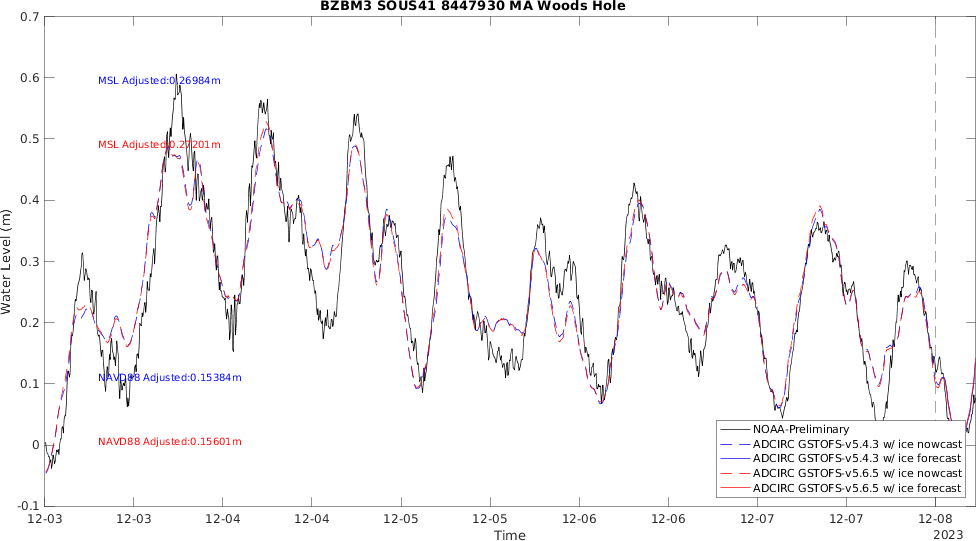 BZBM3 SOUS41 8447930 MA Woods Hole
0.7
0.6
0.5
0.4
0.3
0.2
0.1
0
-0.1
Water Level (m)
MSL Adjusted:0.26984m
MSL Adjusted:0.27201m
NAVD88 Adjusted:0.15384m
NAVD88 Adjusted:0.15601m
NOAA-Preliminary
ADCIRC GSTOFS-v5.4.3 w/ ice nowcast
ADCIRC GSTOFS-v5.4.3 w/ ice forecast
ADCIRC GSTOFS-v5.6.5 w/ ice nowcast
ADCIRC GSTOFS-v5.6.5 w/ ice forecast
12-03 12-03 12-04 12-04 12-05 12-05 12-06 12-06 12-07 12-07 12-08
2023
Time